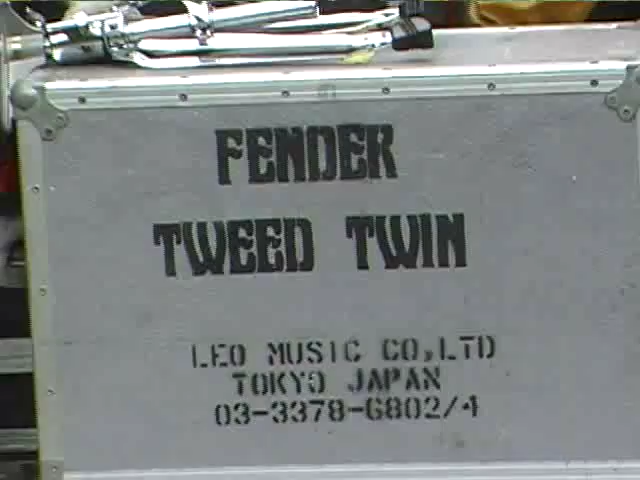 FENDER
TWEED TWIN
LEO MUSIC CO,LTD
TOKYO JAPAN
03-3378-6802/4